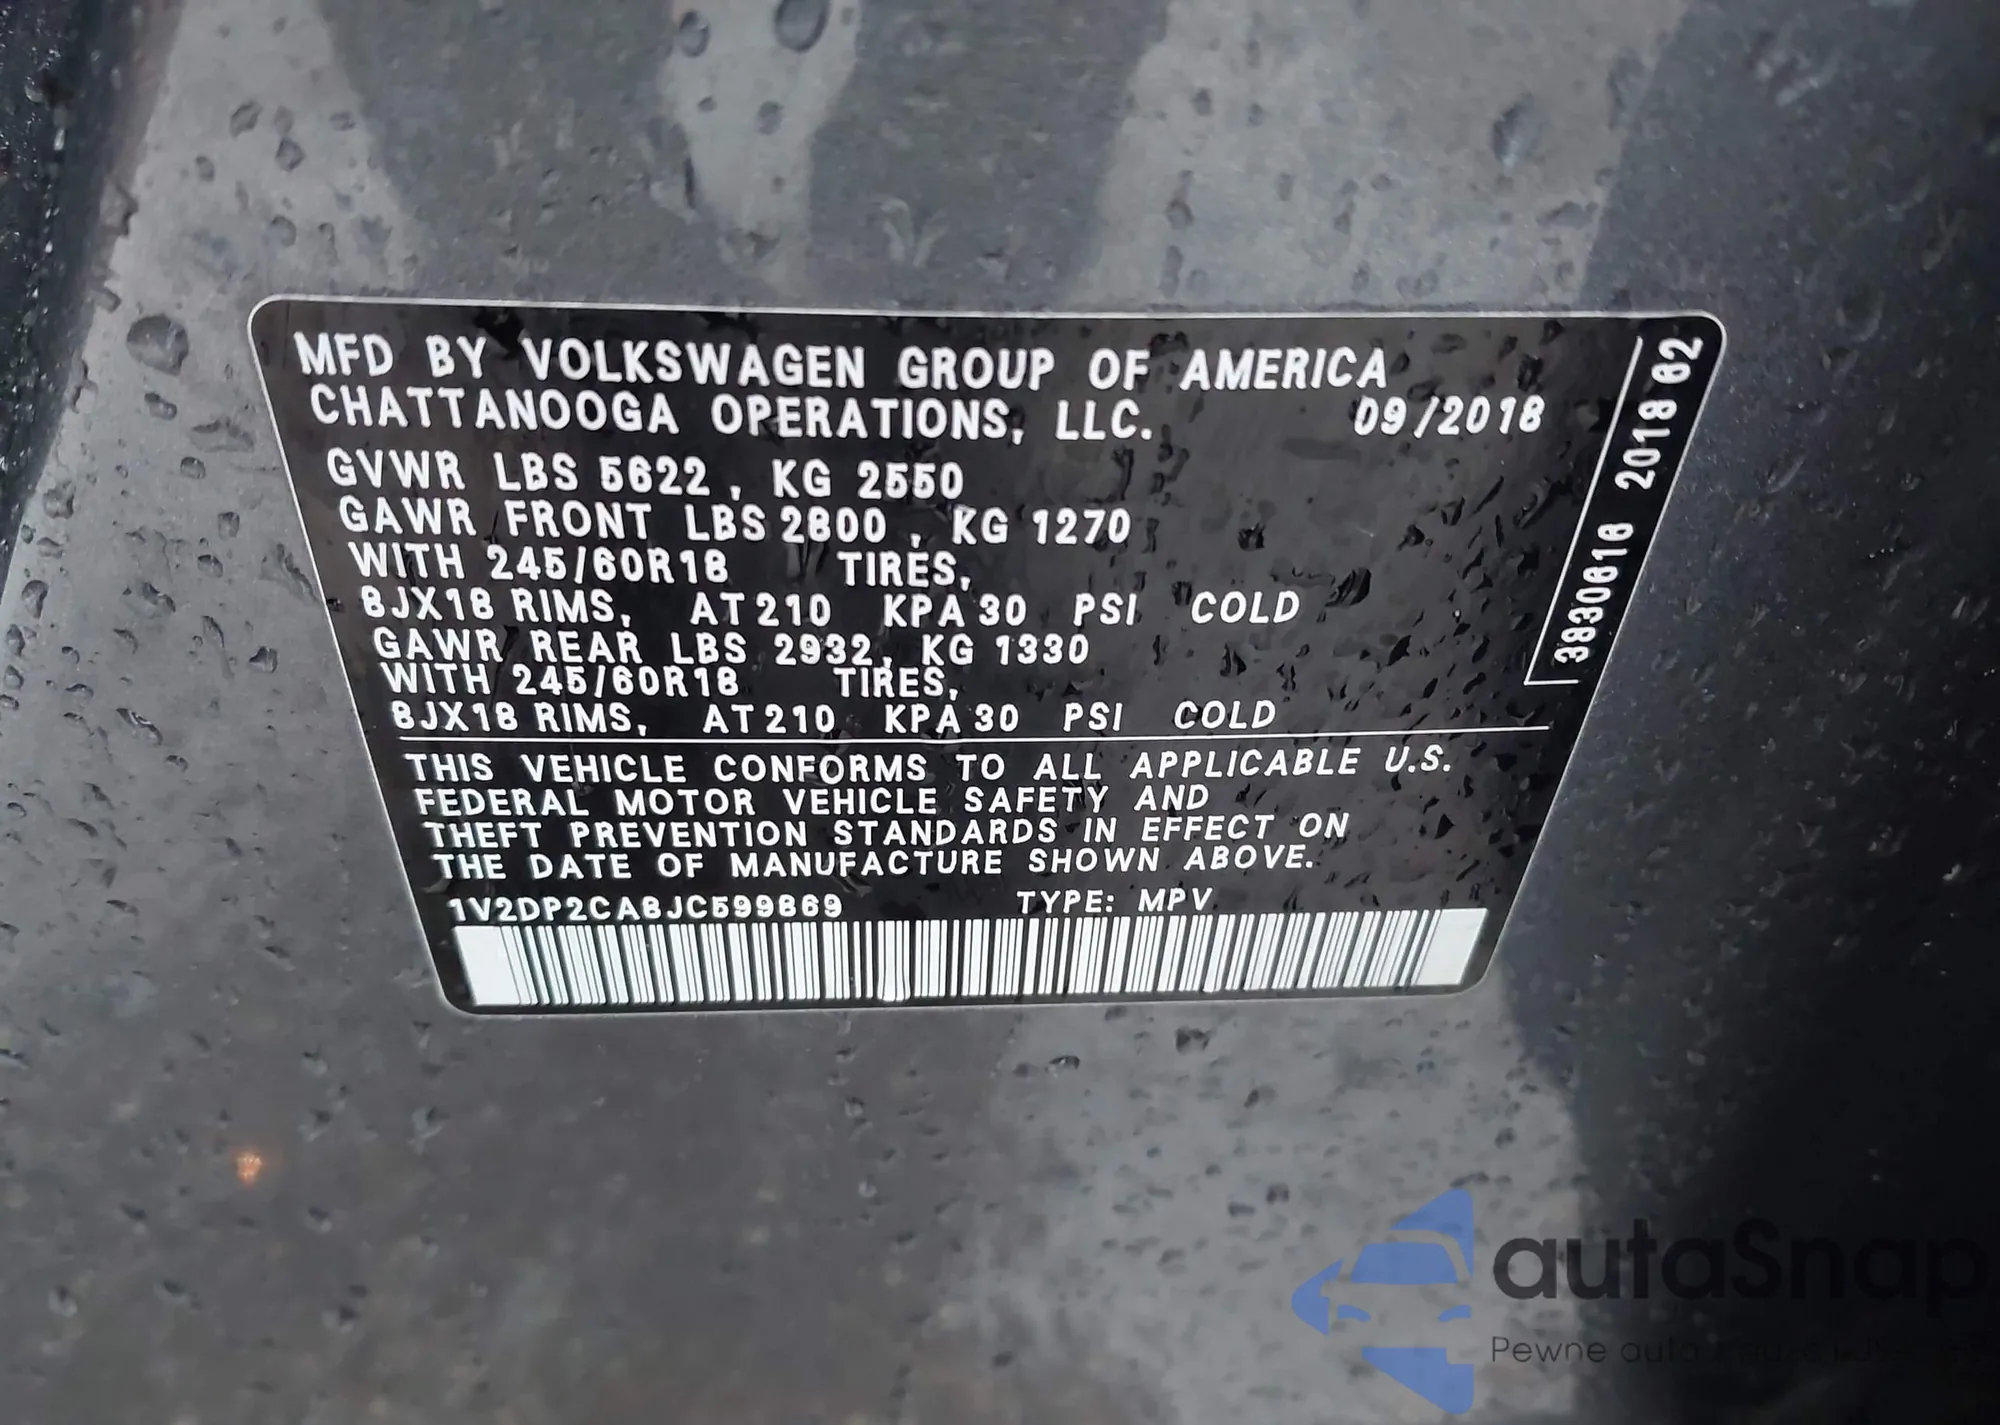 MFD BY VOLKSWAGEN GROUP OF AMERICA
CHATTANOOGA OPERATIONS, LLC. 09/2018
GVWR LBS 5622 , KG 2550
GAWR FRONT LBS 2800 , KG 1270
WITH 245/60R18 TIRES,
8JX18 RIMS, AT 210 KPA 30 PSI COLD
GAWR REAR LBS 2932, KG 1330
WITH 245/60R18 TIRES,
8JX18 RIMS, AT 210 KPA 30 PSI COLD
THIS VEHICLE CONFORMS TO ALL APPLICABLE U.S.
FEDERAL MOTOR VEHICLE SAFETY AND
THEFT PREVENTION STANDARDS IN EFFECT ON
THE DATE OF MANUFACTURE SHOWN ABOVE.
1V2DP2CA8JC599869 TYPE: MPV
2018 62
autaSnap
Pewne auta